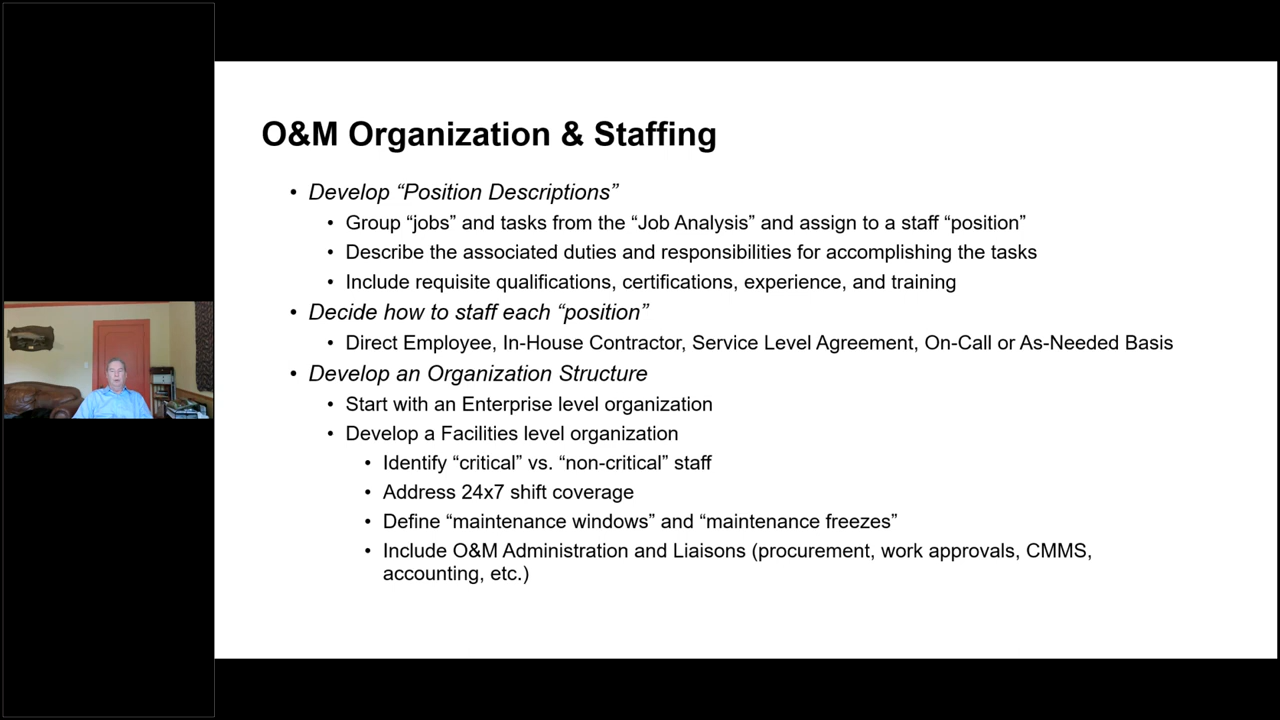 O&M Organization & Staffing
• Develop “Position Descriptions”
• Group “jobs” and tasks from the “Job Analysis” and assign to a staff “position”
• Describe the associated duties and responsibilities for accomplishing the tasks
• Include requisite qualifications, certifications, experience, and training
• Decide how to staff each “position”
• Direct Employee, In-House Contractor, Service Level Agreement, On-Call or As-Needed Basis
• Develop an Organization Structure
• Start with an Enterprise level organization
• Develop a Facilities level organization
• Identify “critical” vs. “non-critical” staff
• Address 24x7 shift coverage
• Define “maintenance windows” and “maintenance freezes”
• Include O&M Administration and Liaisons (procurement, work approvals, CMMS,
accounting, etc.)